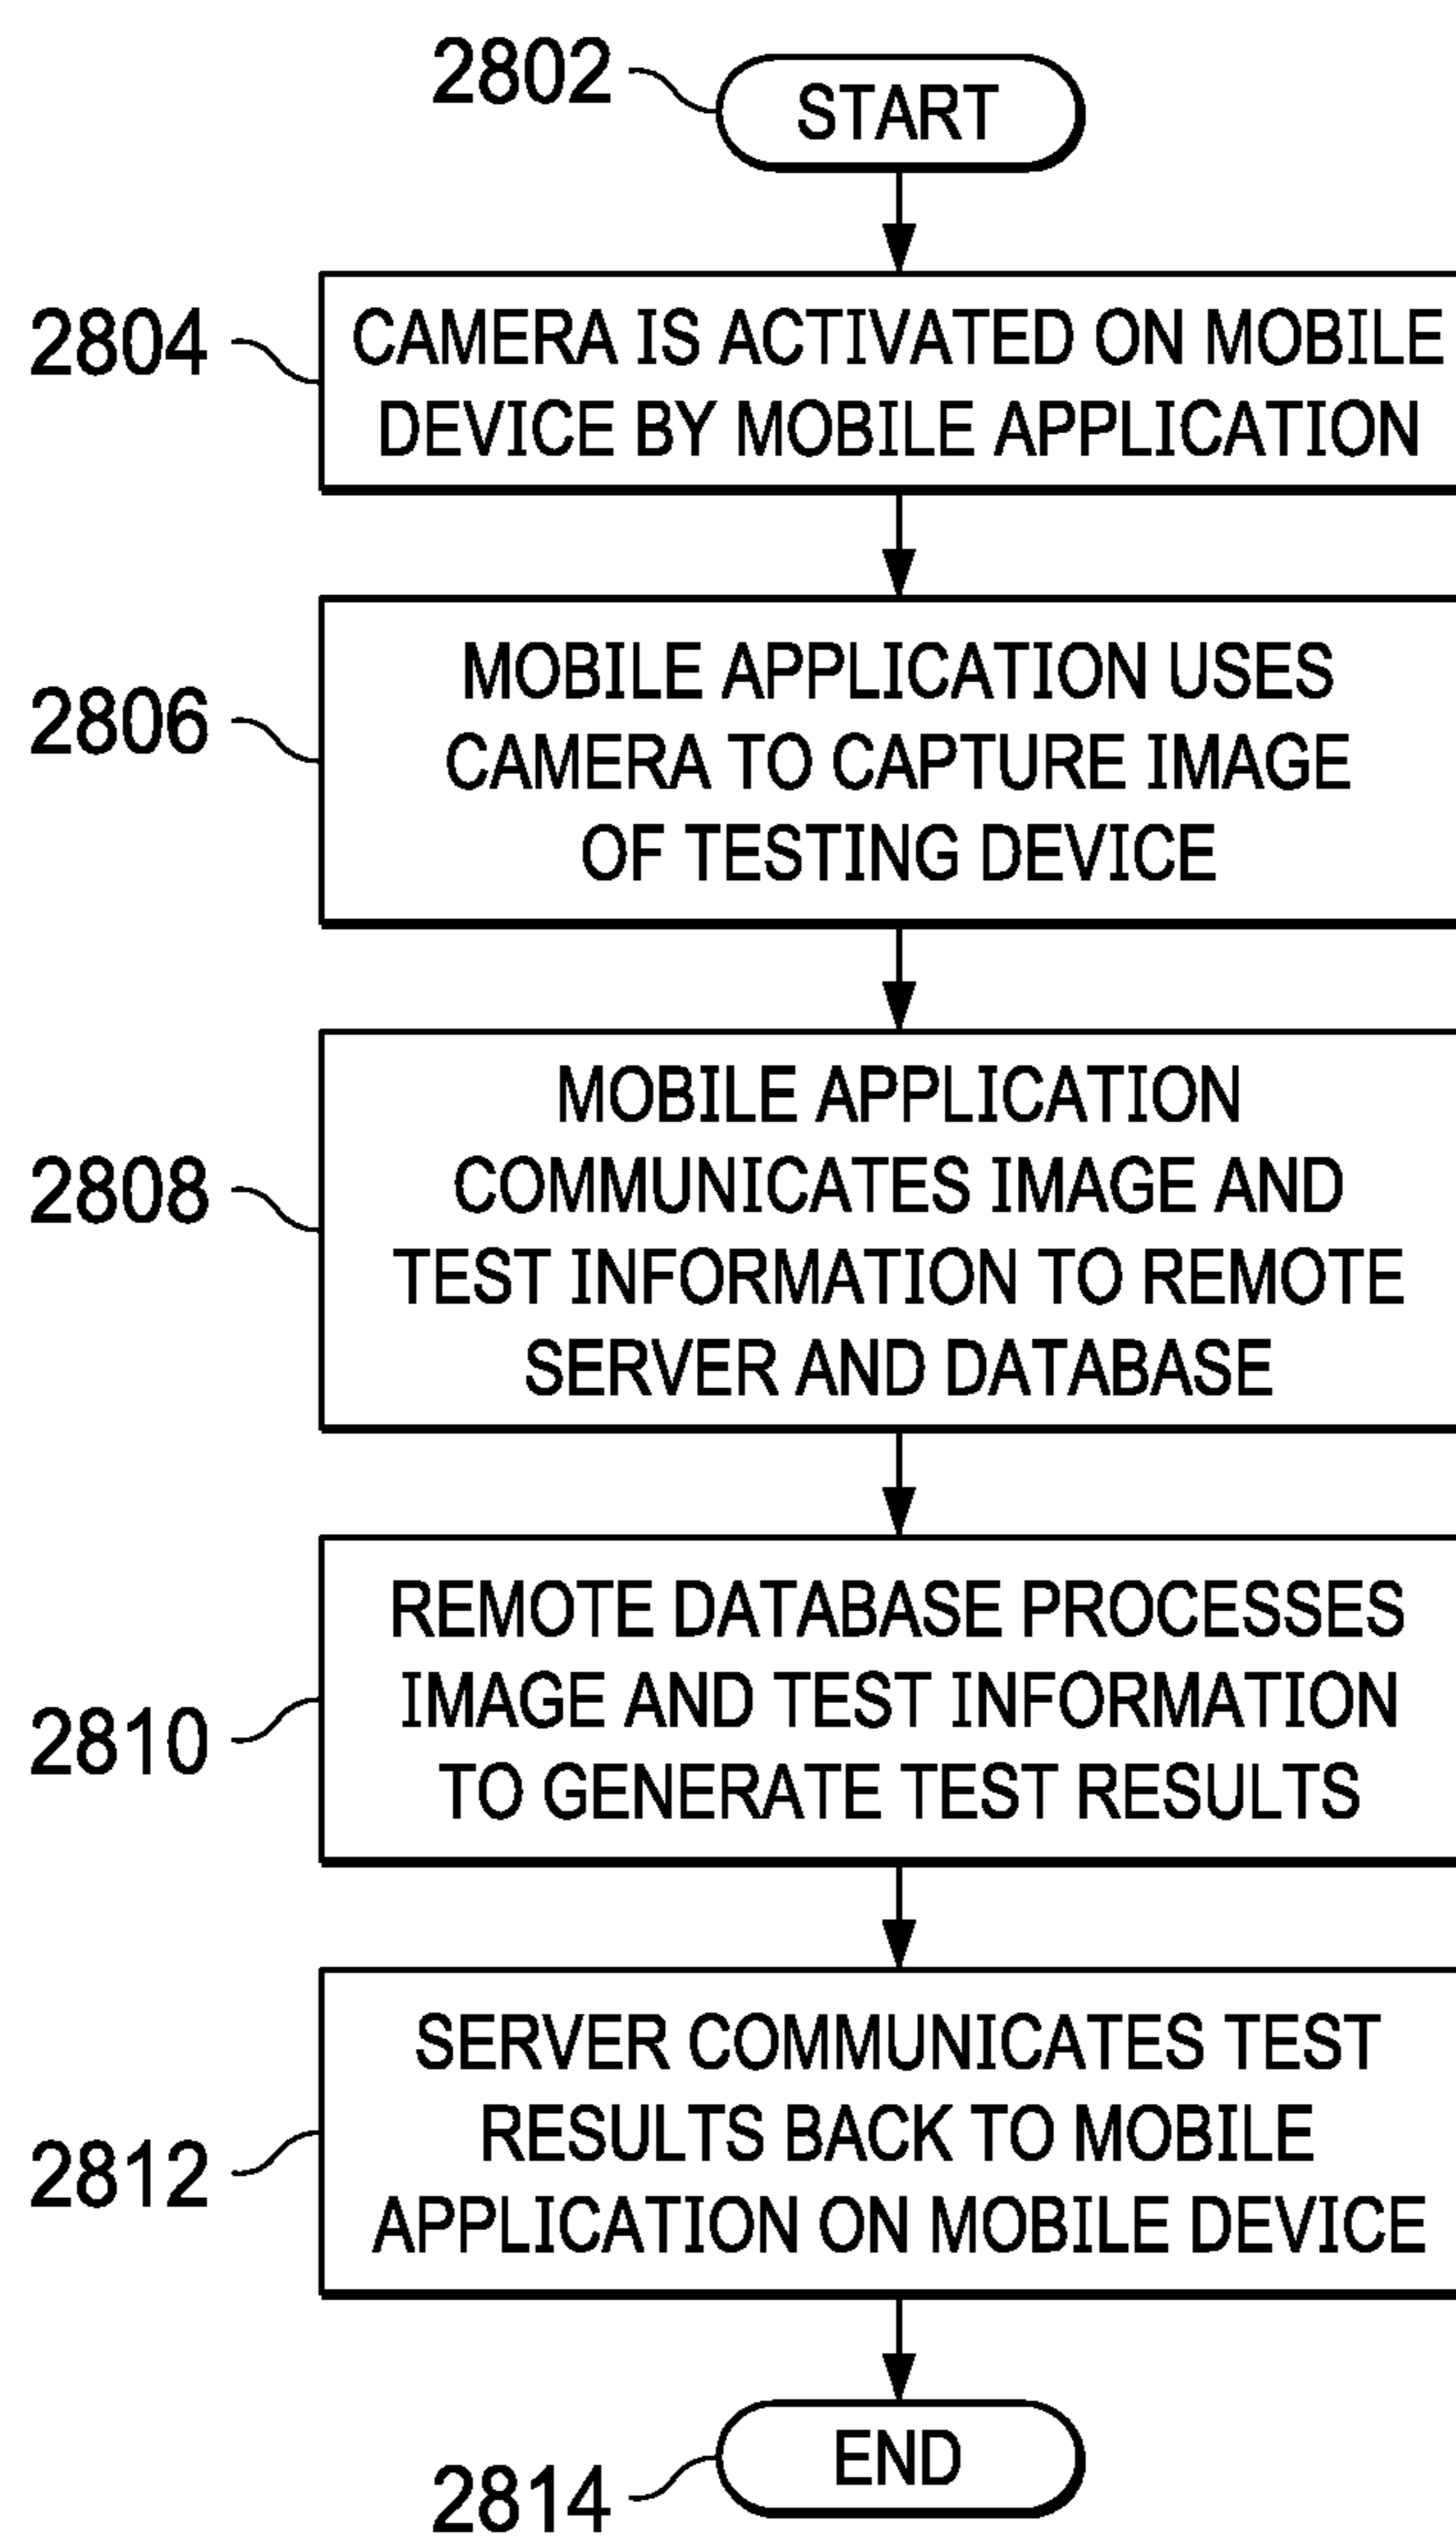 2802
START
2804
CAMERA IS ACTIVATED ON MOBILE
DEVICE BY MOBILE APPLICATION
2806
MOBILE APPLICATION USES
CAMERA TO CAPTURE IMAGE
OF TESTING DEVICE
2808
MOBILE APPLICATION
COMMUNICATES IMAGE AND
TEST INFORMATION TO REMOTE
SERVER AND DATABASE
2810
REMOTE DATABASE PROCESSES
IMAGE AND TEST INFORMATION
TO GENERATE TEST RESULTS
2812
SERVER COMMUNICATES TEST
RESULTS BACK TO MOBILE
APPLICATION ON MOBILE DEVICE
2814
END